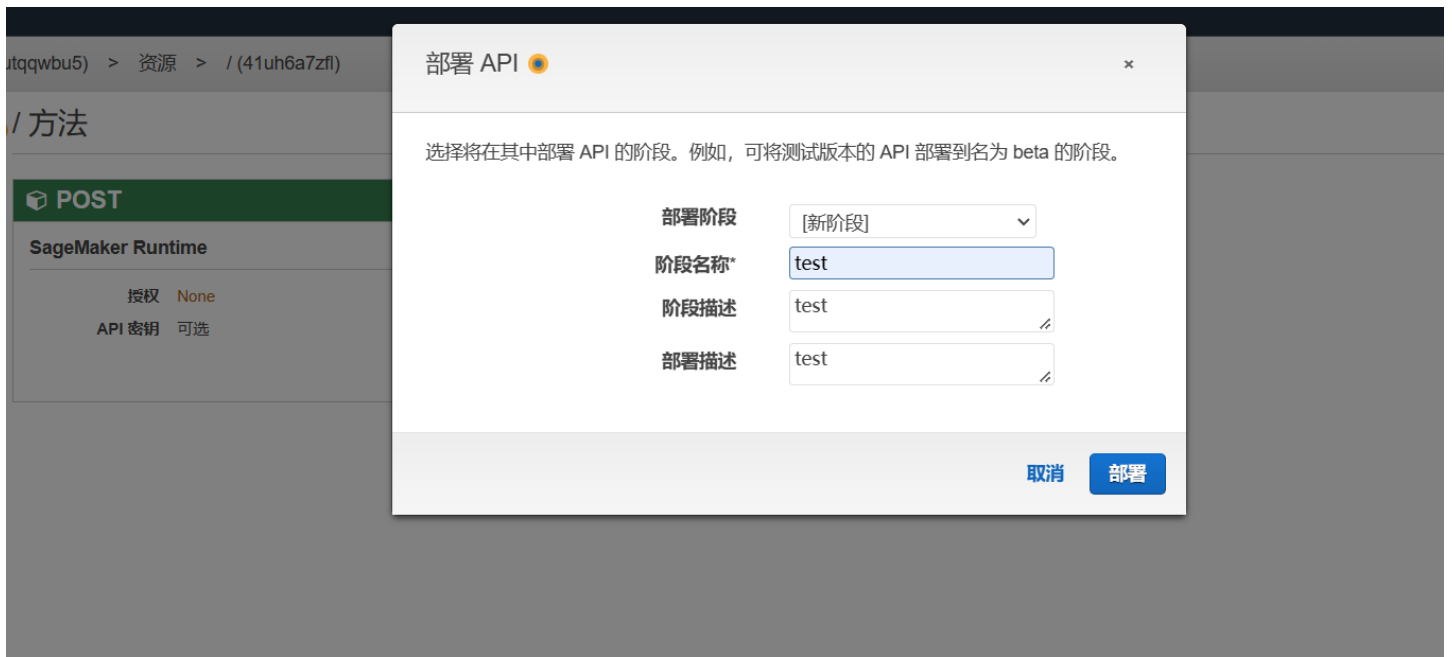 部署 API
×
utqqwbu5) > 资源 > / (41uh6a7zfl)
/ 方法
选择将在其中部署 API 的阶段。例如，可将测试版本的 API 部署到名为 beta 的阶段。
POST
SageMaker Runtime
授权 None
API 密钥 可选
部署阶段 [新阶段]
阶段名称* test
阶段描述 test
部署描述 test
取消 部署